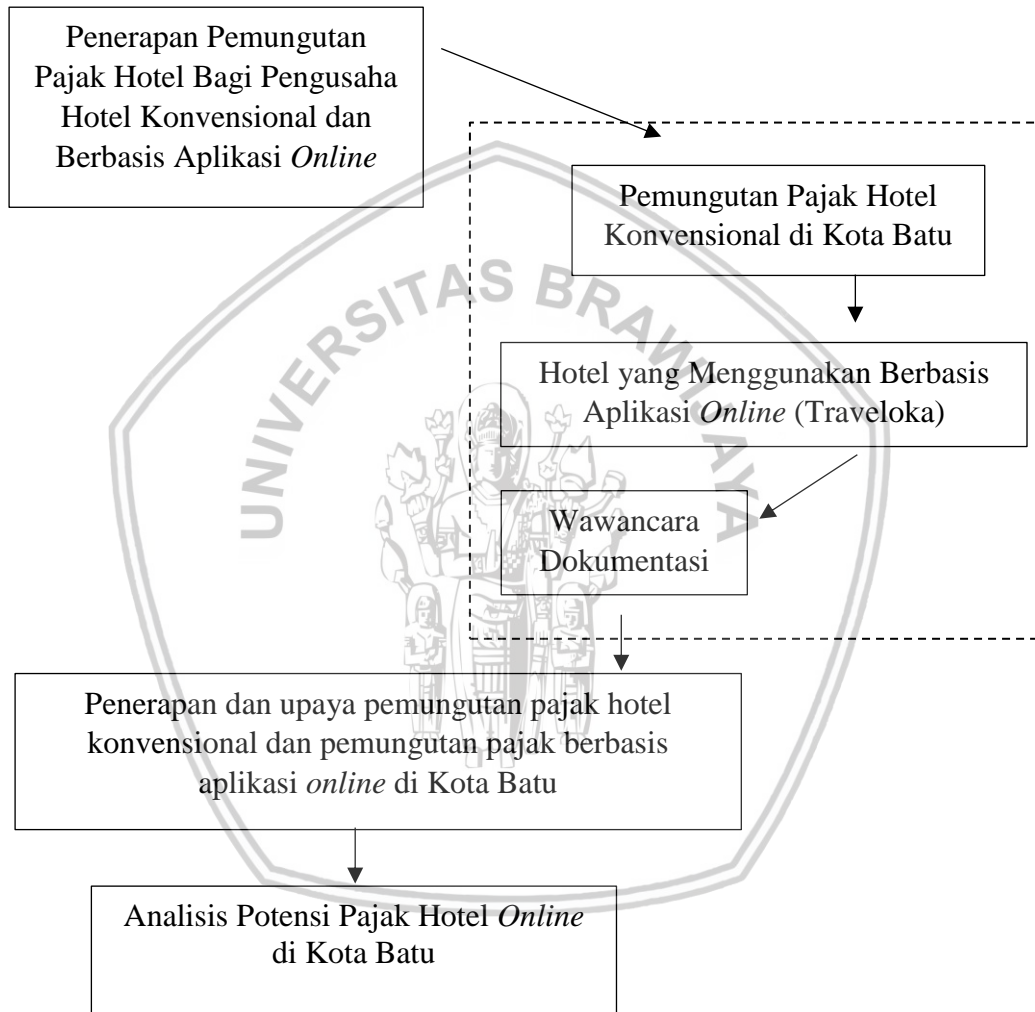 Penerapan Pemungutan
Pajak Hotel Bagi Pengusaha
Hotel Konvensional dan
Berbasis Aplikasi Online
Pemungutan Pajak Hotel
Konvensional di Kota Batu
Hotel yang Menggunakan Berbasis
Aplikasi Online (Traveloka)
Wawancara
Dokumentasi
Penerapan dan upaya pemungutan pajak hotel
konvensional dan pemungutan pajak berbasis
aplikasi online di Kota Batu
Analisis Potensi Pajak Hotel Online
di Kota Batu
UNIVERSITAS BRAWIJAYA